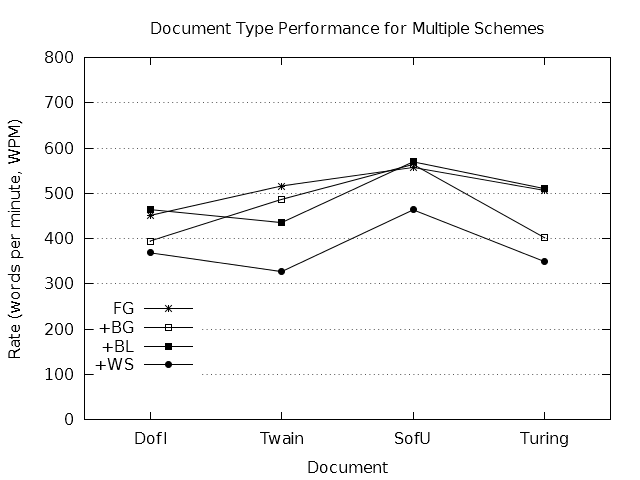 Document Type Performance for Multiple Schemes
Rate (words per minute, WPM)
800
700
600
500
400
300
200
100
0
FG
+BG
+BL
+WS
DofI Twain SofU Turing
Document